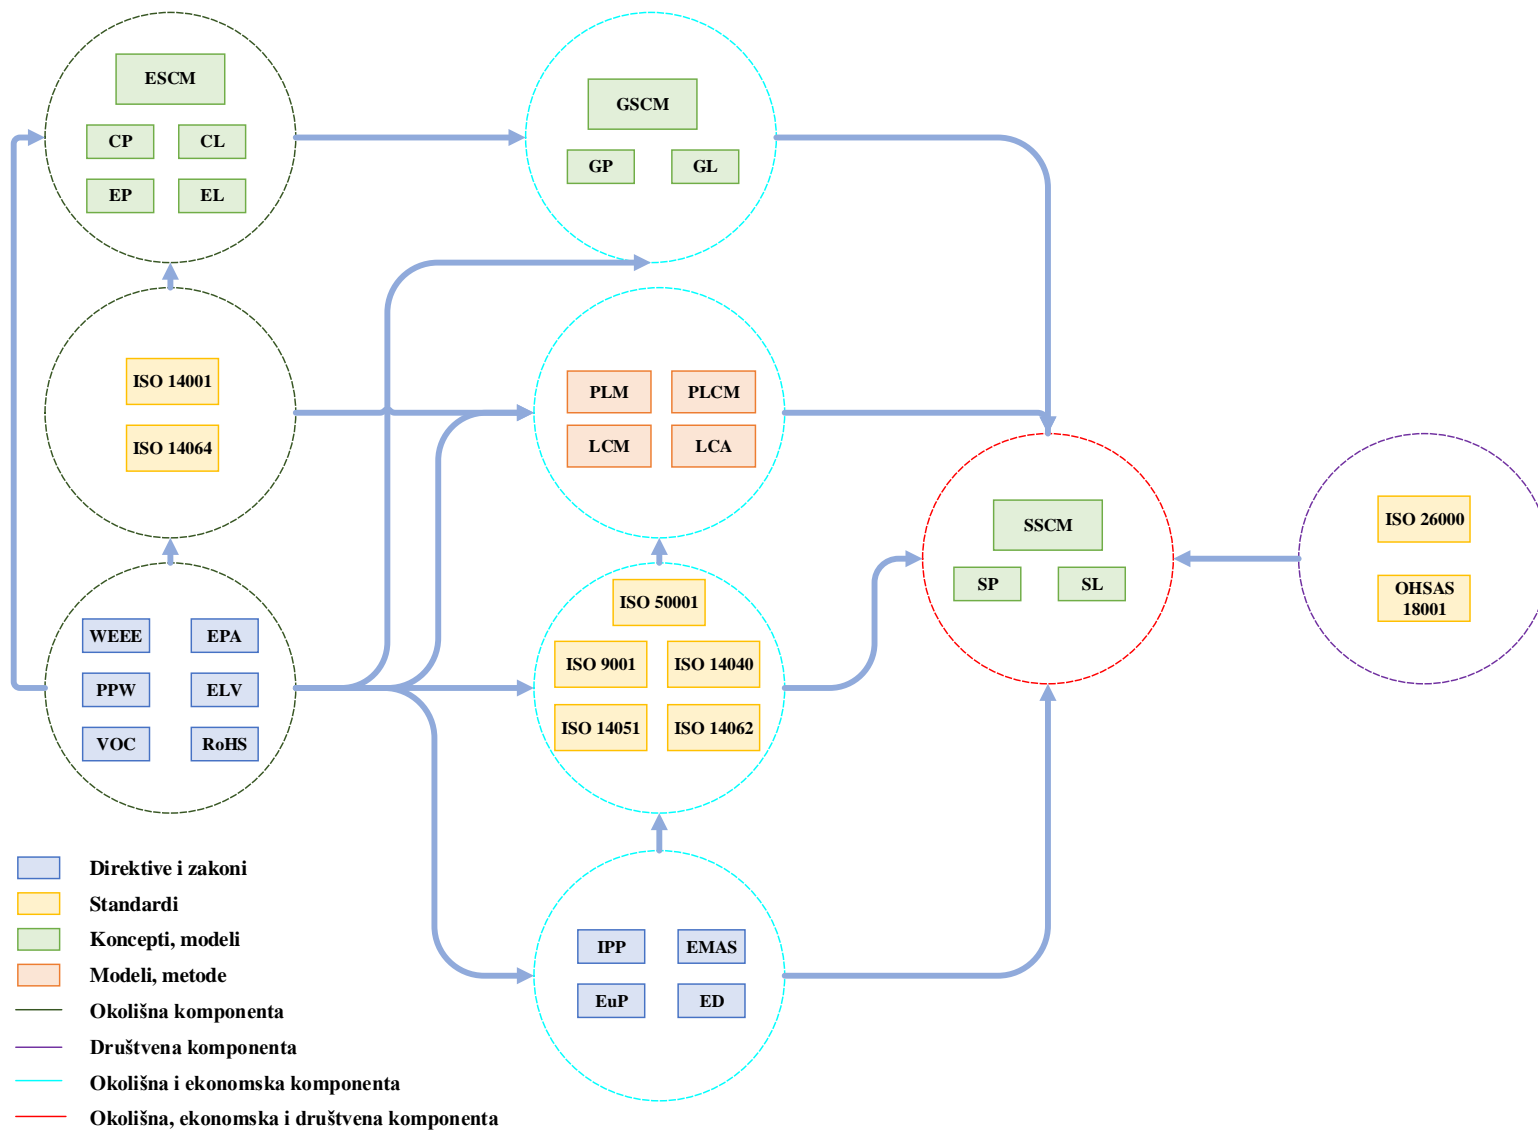 ESCM
CP
CL
EP
EL
GSCM
GP
GL
ISO 14001
ISO 14064
PLM
PLCM
LCM
LCA
WEEE
EPA
PPW
ELV
VOC
RoHS
ISO 50001
ISO 9001
ISO 14040
ISO 14051
ISO 14062
SSCM
SP
SL
ISO 26000
OHSAS
18001
IPP
EMAS
EuP
ED
Direktive i zakoni
Standardi
Koncepti, modeli
Modeli, metode
Okolišna komponenta
Društvena komponenta
Okolišna i ekonomska komponenta
Okolišna, ekonomska i društvena komponenta